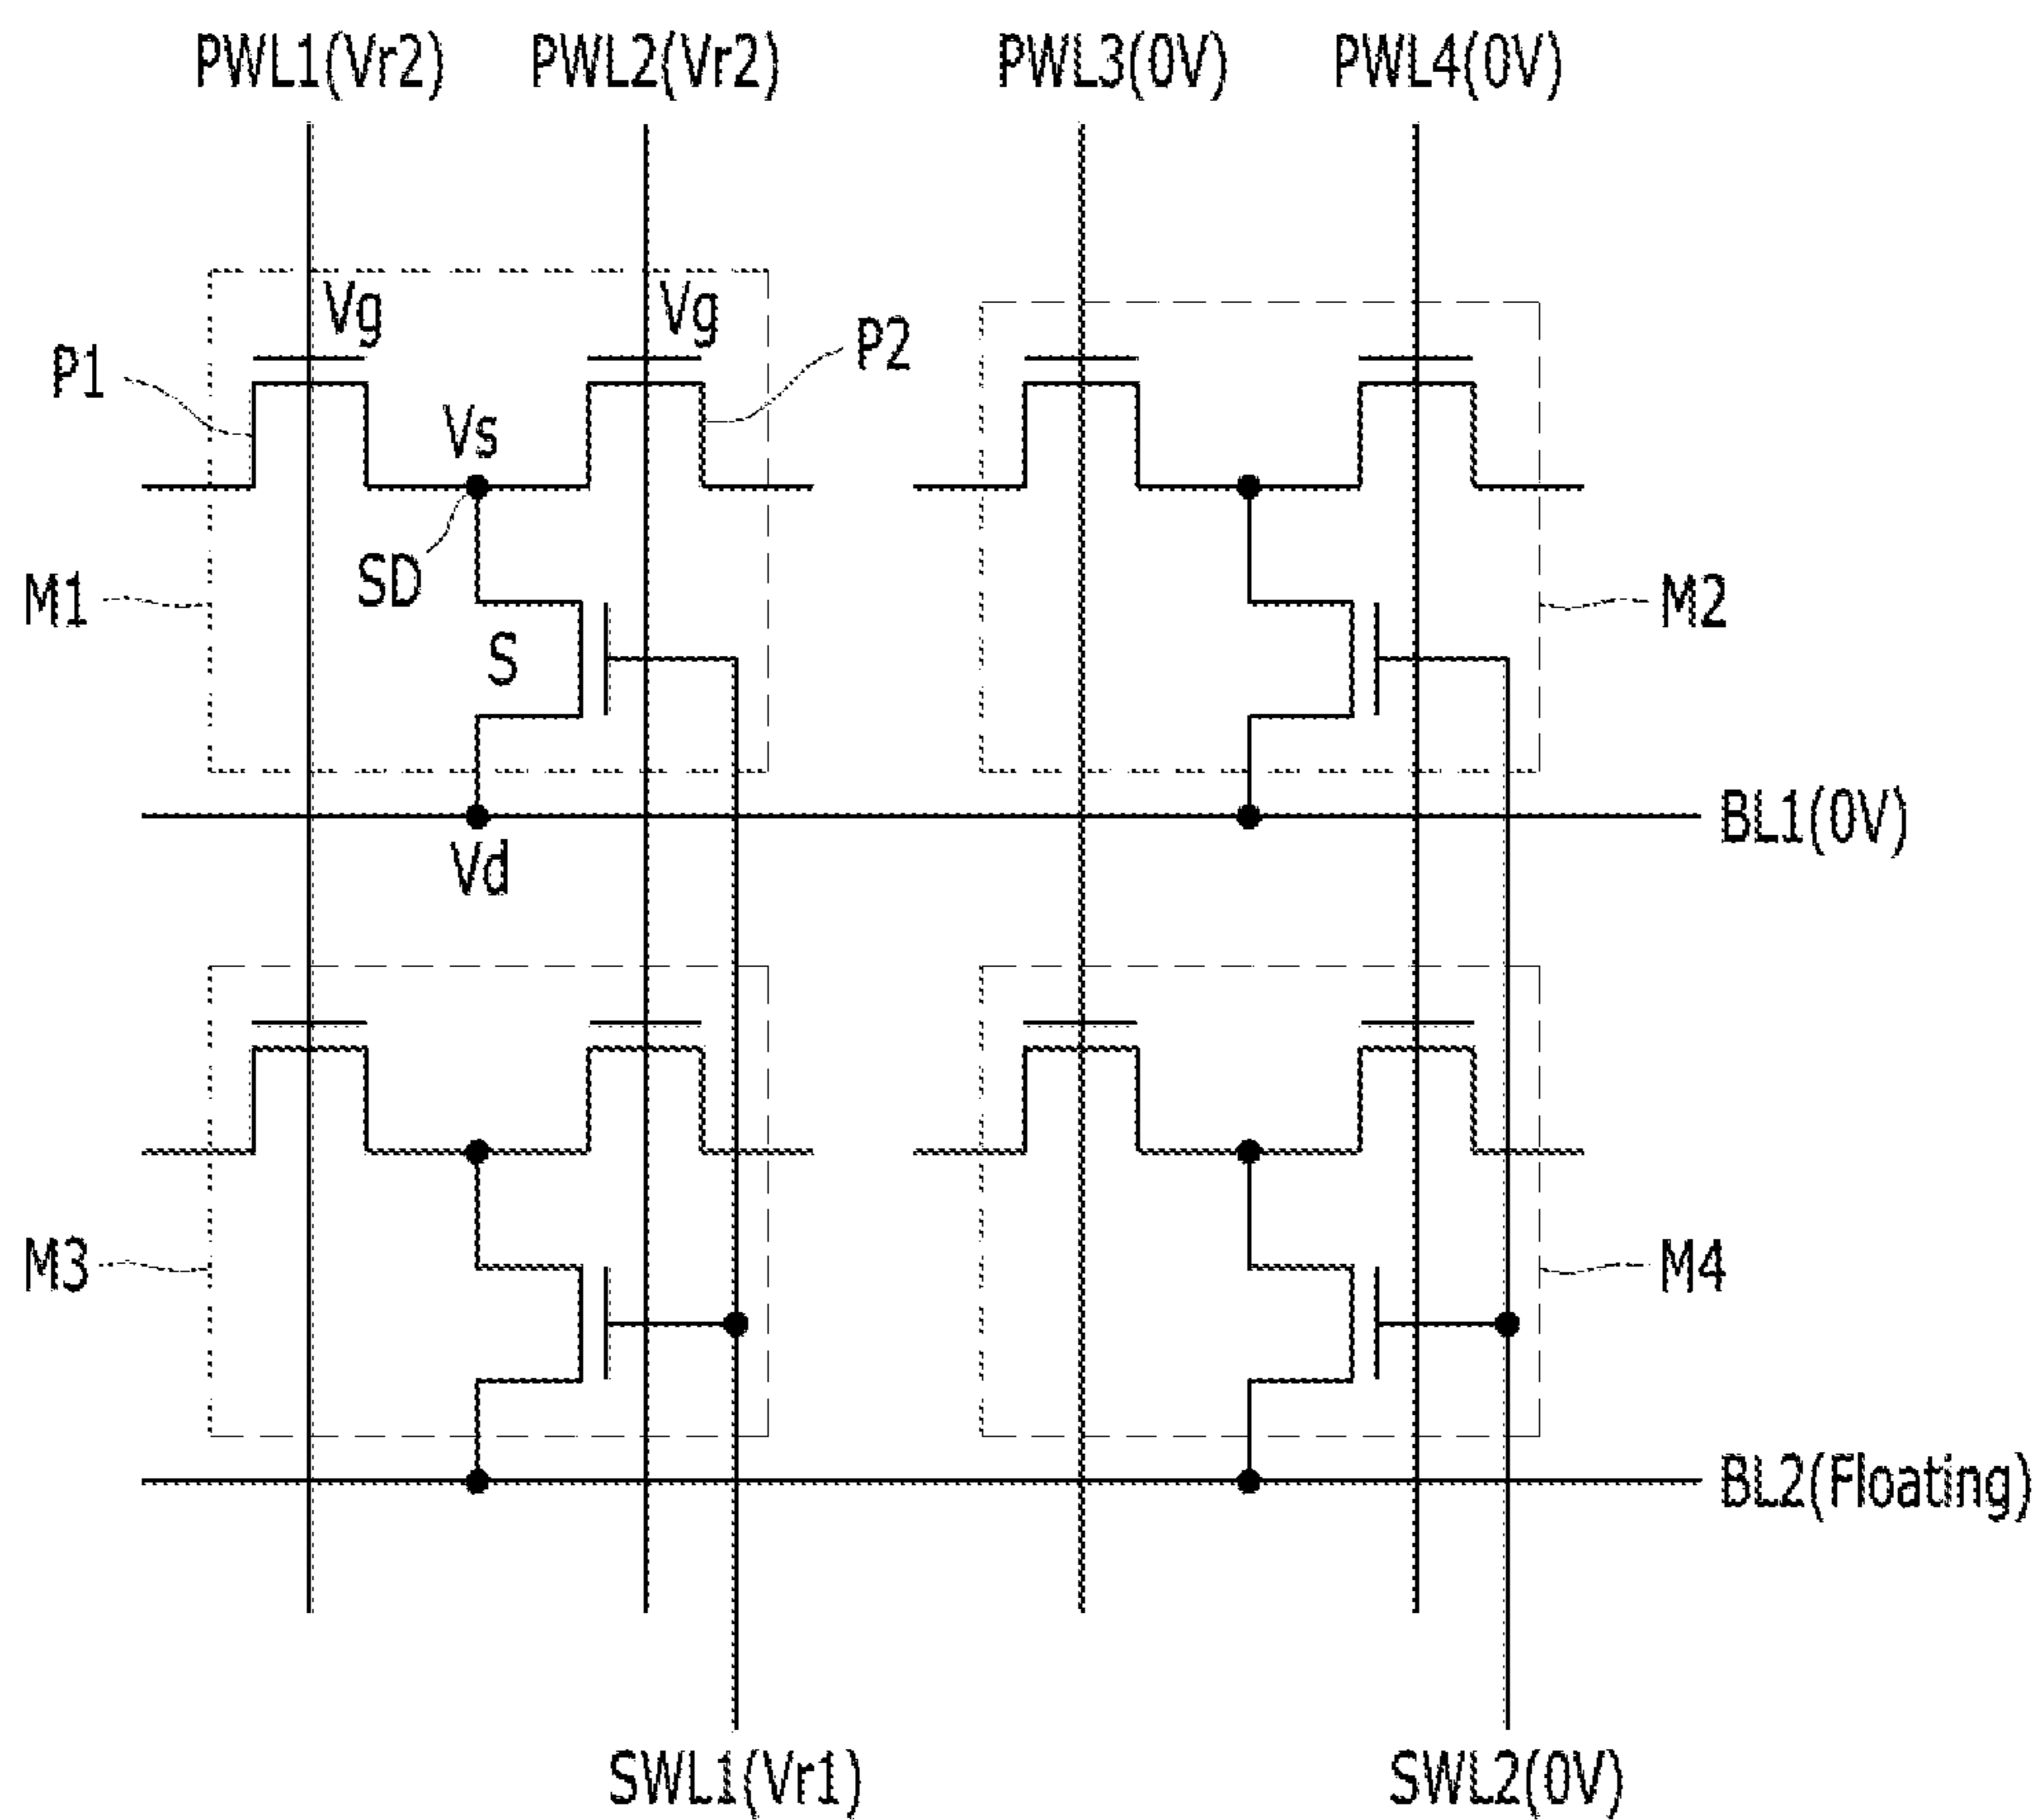 PWL1(Vr2) PWL2(Vr2) PWL3(0V) PWL4(0V)
Vg Vg
P1 P2
Vs
SD
M1 M2
S
BL1(0V)
Vd
M3 M4
BL2(Floating)
SWL1(Vr1) SWL2(0V)